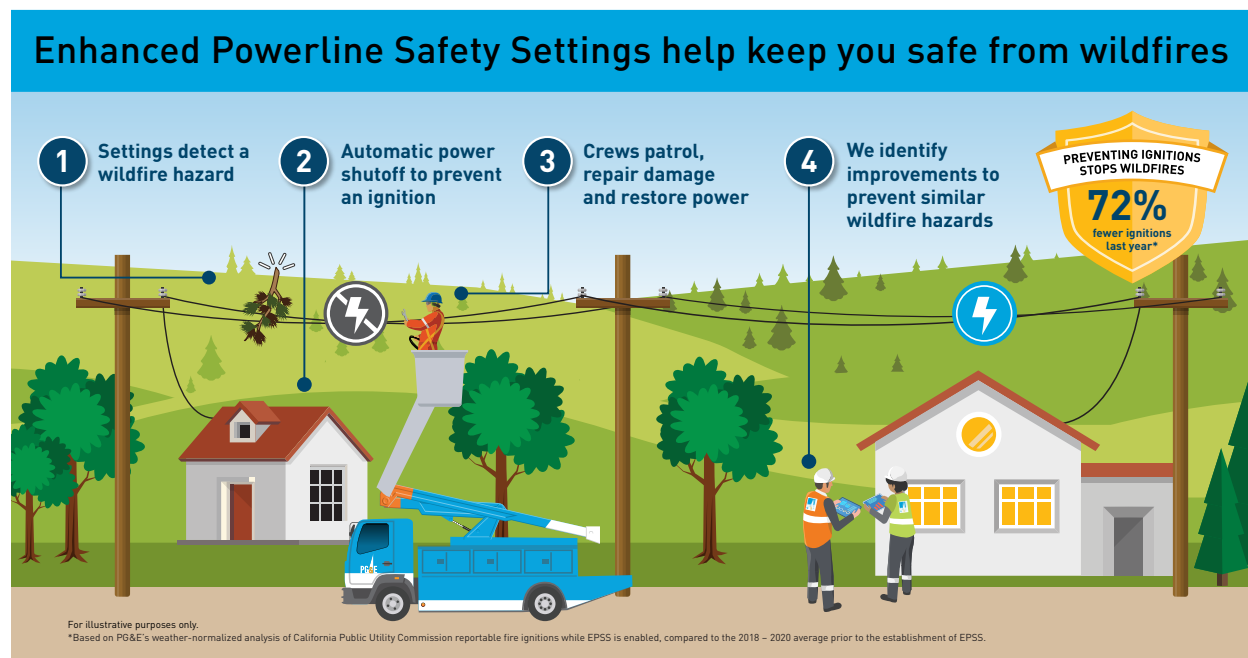 Enhanced Powerline Safety Settings help keep you safe from wildfires
1
Settings detect a
wildfire hazard
2
Automatic power
shutoff to prevent
an ignition
3
Crews patrol,
repair damage
and restore power
4
We identify
improvements to
prevent similar
wildfire hazards
PREVENTING IGNITIONS
STOPS WILDFIRES
72%
fewer ignitions
last year*
PG&E
For illustrative purposes only.
*Based on PG&E's weather-normalized analysis of California Public Utility Commission reportable fire ignitions while EPSS is enabled, compared to the 2018 – 2020 average prior to the establishment of EPSS.